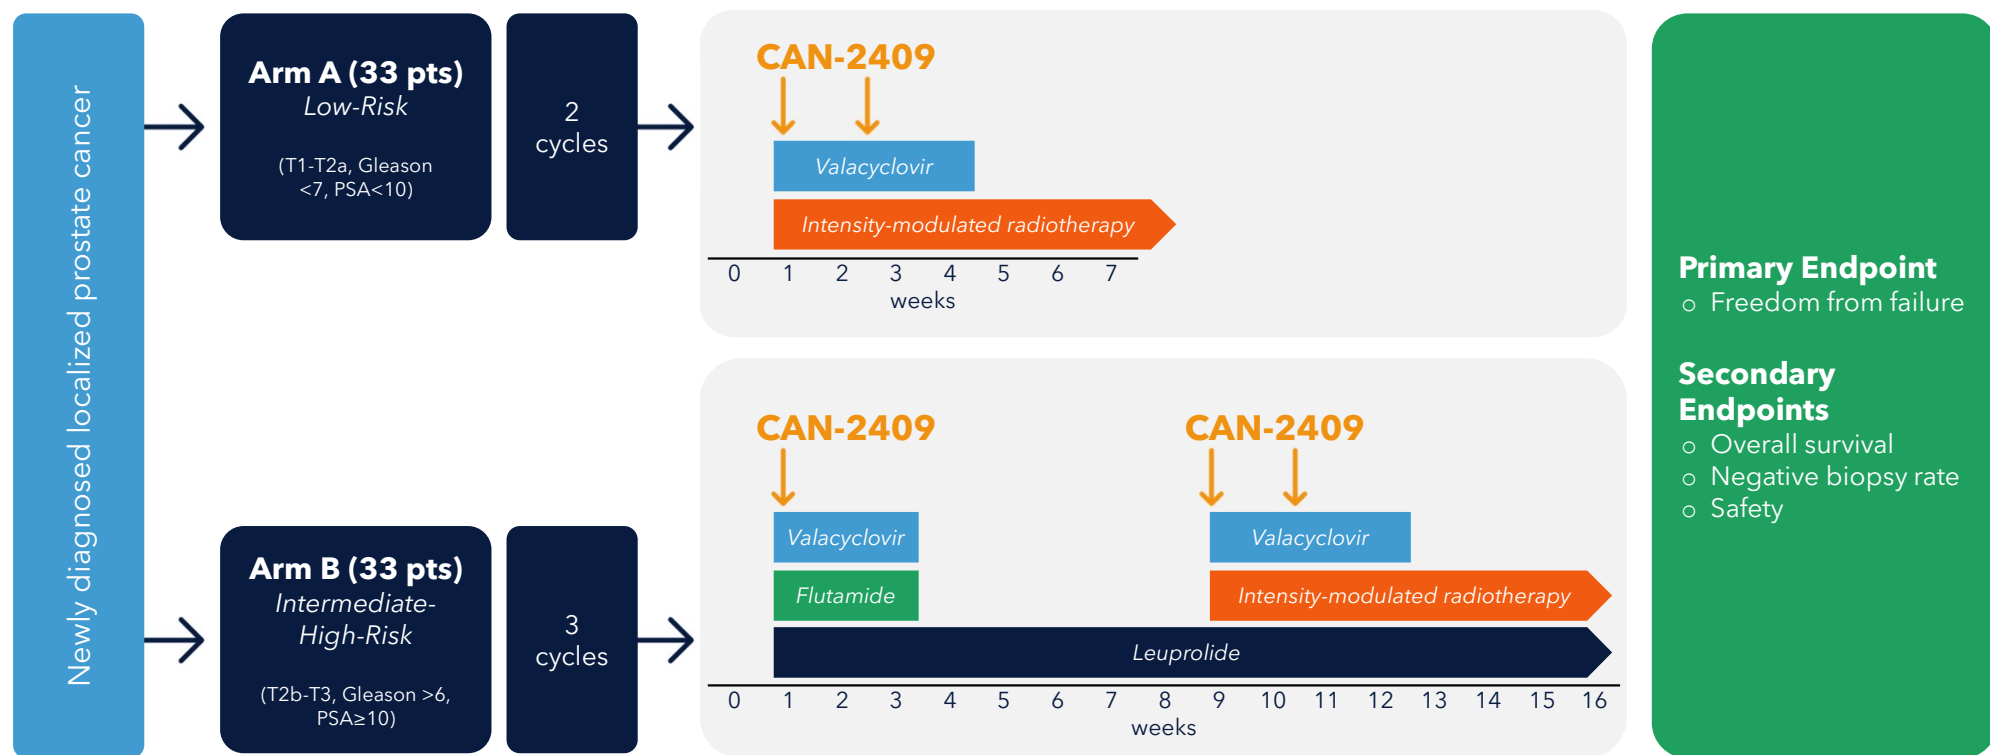 Newly diagnosed localized prostate cancer
Arm A (33 pts)
Low-Risk
(T1-T2a, Gleason
<7, PSA<10)
2
cycles
CAN-2409
Valacyclovir
Intensity-modulated radiotherapy
0 1 2 3 4 5 6 7
weeks
Arm B (33 pts)
Intermediate-
High-Risk
(T2b-T3, Gleason >6,
PSA≥10)
3
cycles
CAN-2409 CAN-2409
Valacyclovir Valacyclovir
Flutamide Intensity-modulated radiotherapy
Leuprolide
0 1 2 3 4 5 6 7 8 9 10 11 12 13 14 15 16
weeks
Primary Endpoint
○ Freedom from failure
Secondary
Endpoints
○ Overall survival
○ Negative biopsy rate
○ Safety